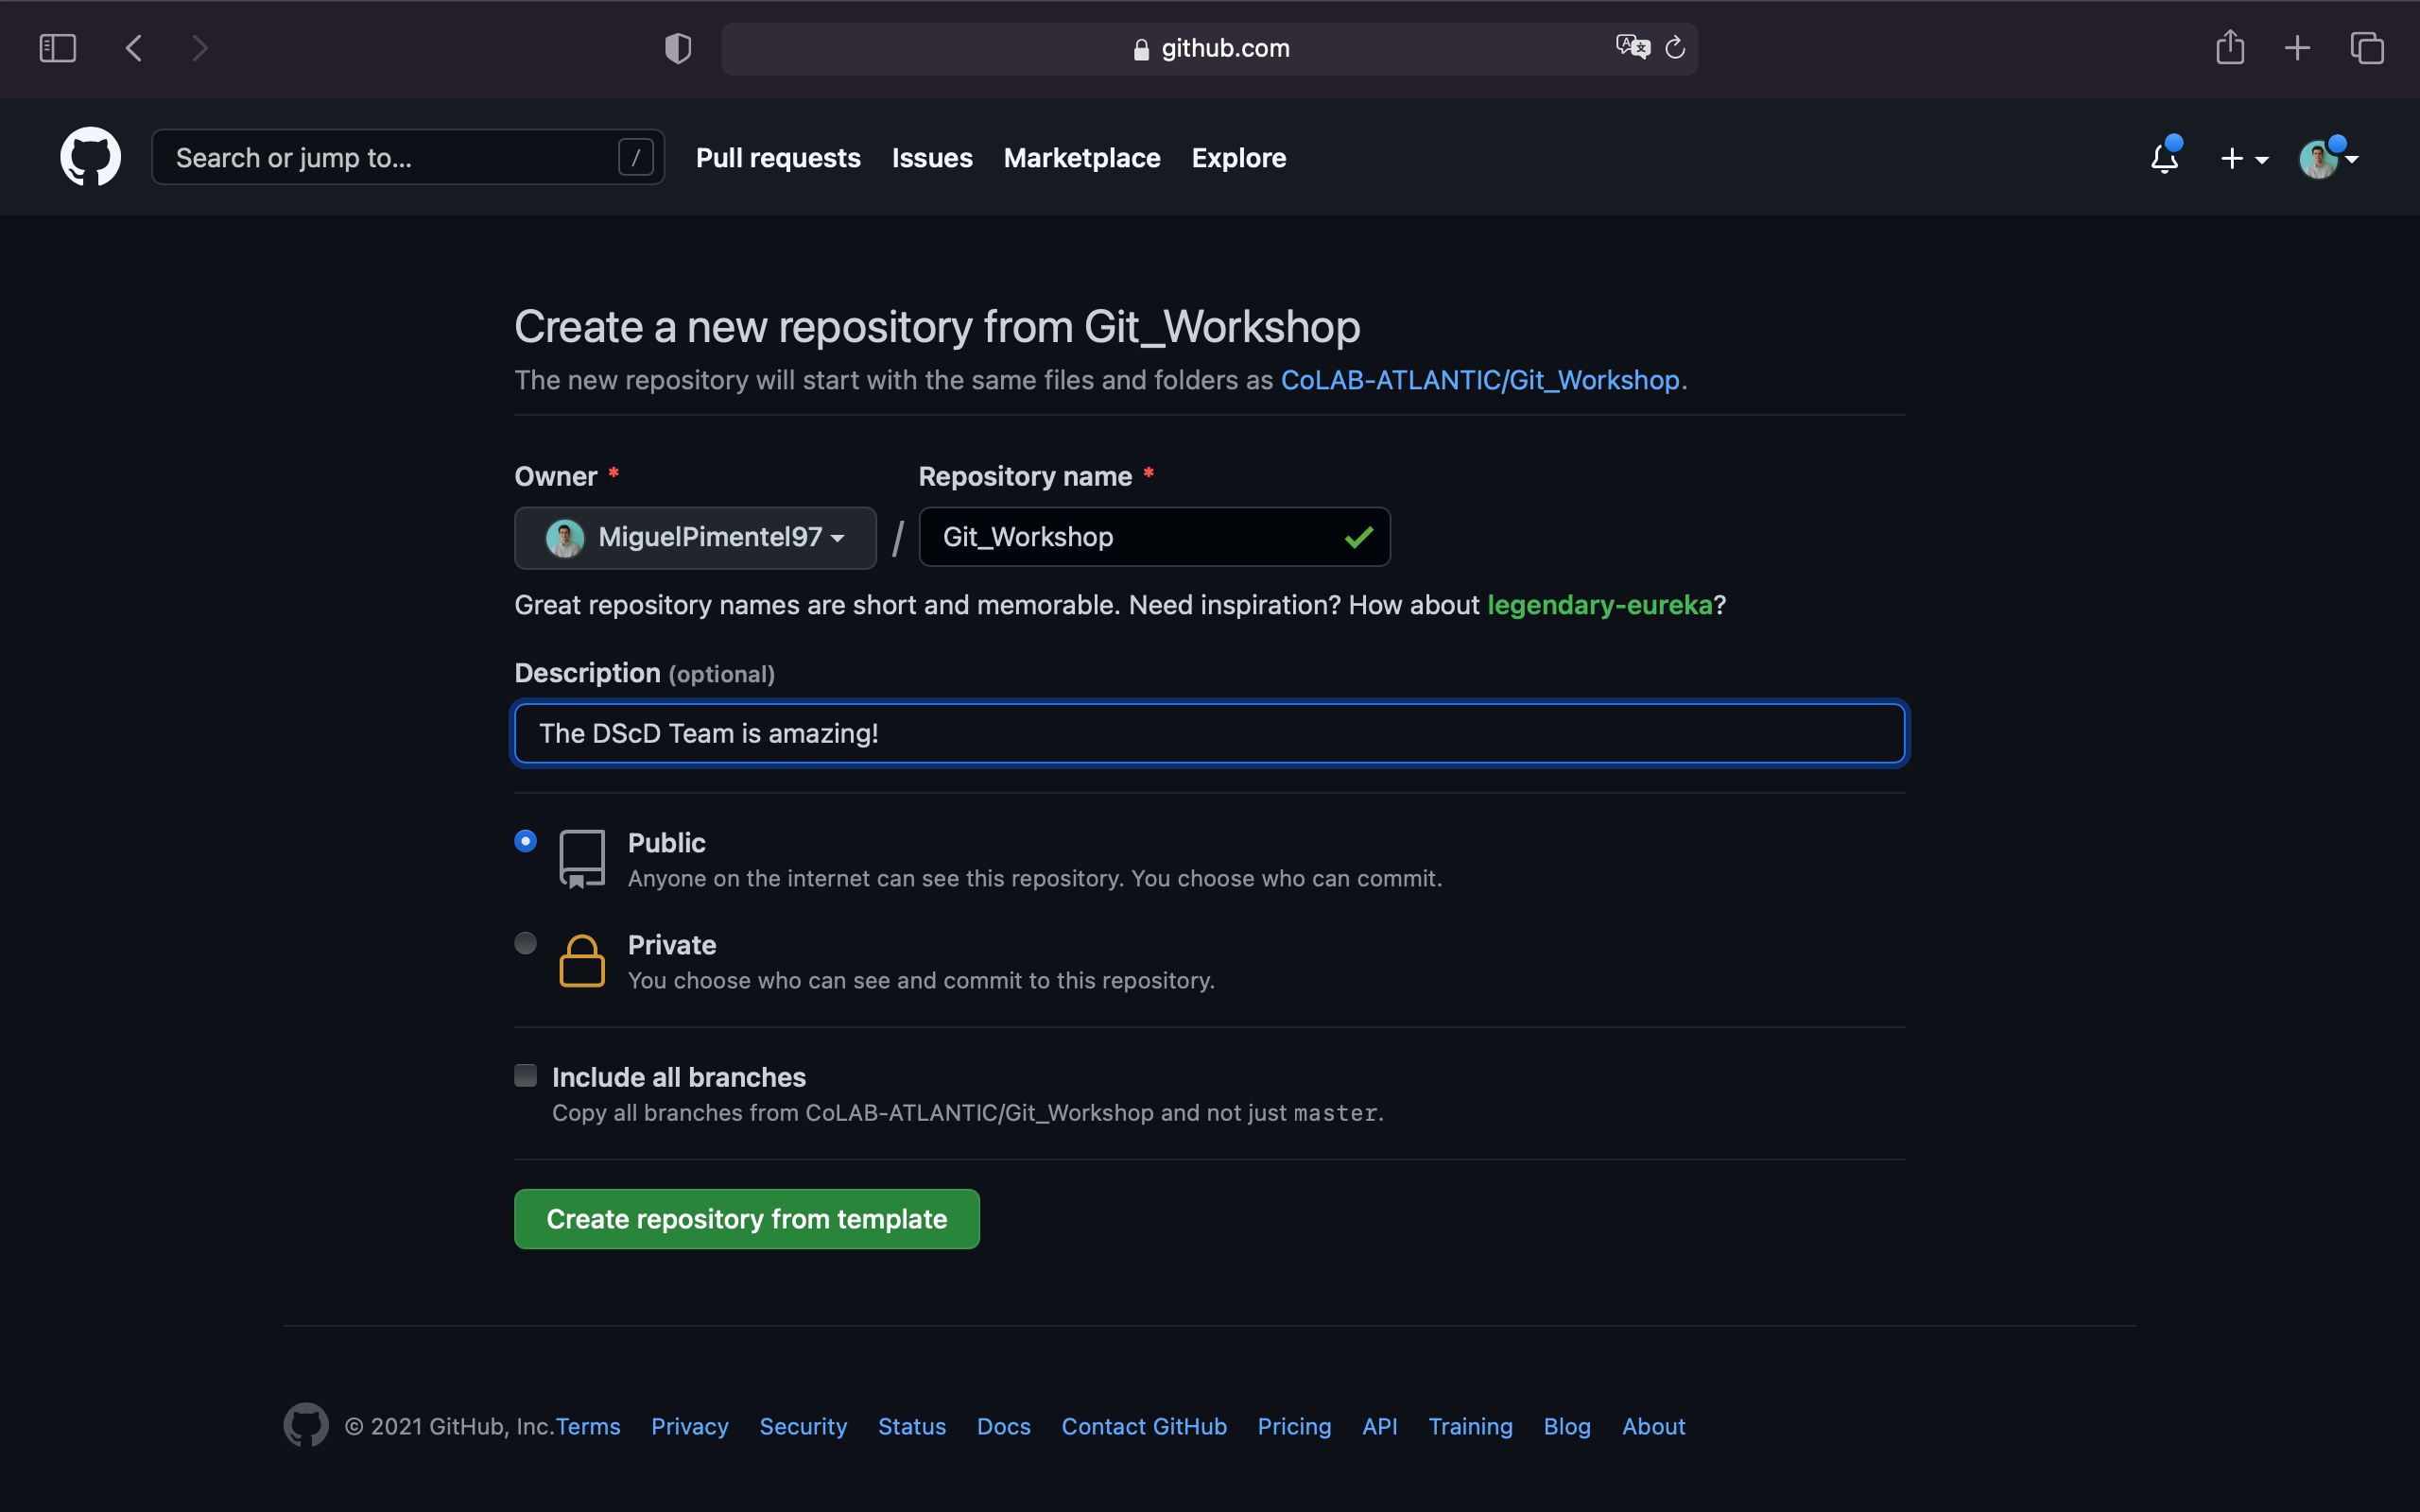 github.com
Search or jump to... /
Pull requests Issues Marketplace Explore
Create a new repository from Git_Workshop
The new repository will start with the same files and folders as CoLAB-ATLANTIC/Git_Workshop.
Owner * Repository name *
MiguelPimentel97 / Git_Workshop
Great repository names are short and memorable. Need inspiration? How about legendary-eureka?
Description (optional)
The DScD Team is amazing!
Public
Anyone on the internet can see this repository. You choose who can commit.
Private
You choose who can see and commit to this repository.
Include all branches
Copy all branches from CoLAB-ATLANTIC/Git_Workshop and not just master.
Create repository from template
© 2021 GitHub, Inc. Terms Privacy Security Status Docs Contact GitHub Pricing API Training Blog About